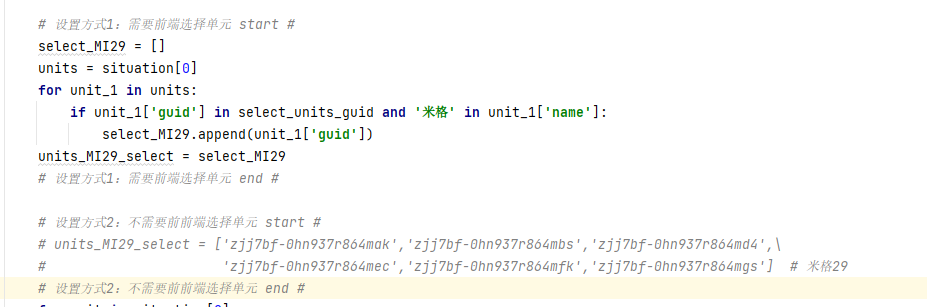 # 设置方式1：需要前端选择单元 start #
select_MI29 = []
units = situation[0]
for unit_1 in units:
if unit_1['guid'] in select_units_guid and '米格' in unit_1['name']:
select_MI29.append(unit_1['guid'])
units_MI29_select = select_MI29
# 设置方式1：需要前端选择单元 end #
# 设置方式2：不需要前前端选择单元 start #
# units_MI29_select = ['zjj7bf-0hn937r864mak','zjj7bf-0hn937r864mbs','zjj7bf-0hn937r864md4',\
# 'zjj7bf-0hn937r864mec','zjj7bf-0hn937r864mfk','zjj7bf-0hn937r864mgs'] # 米格29
# 设置方式2：不需要前前端选择单元 end #